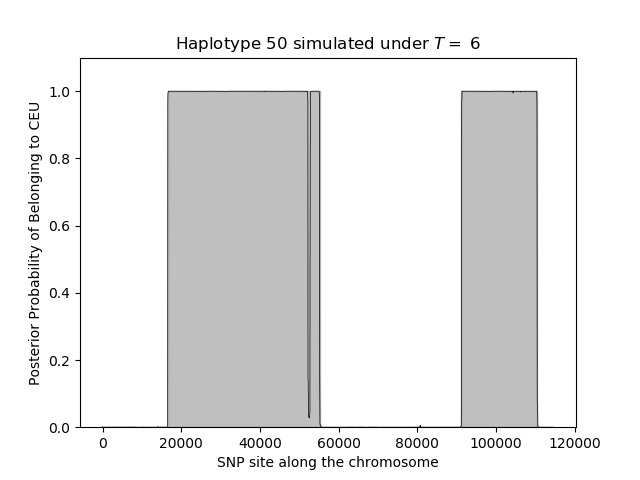 Haplotype 50 simulated under T = 6
Posterior Probability of Belonging to CEU
1.0
0.8
0.6
0.4
0.2
0.0
0 20000 40000 60000 80000 100000 120000
SNP site along the chromosome